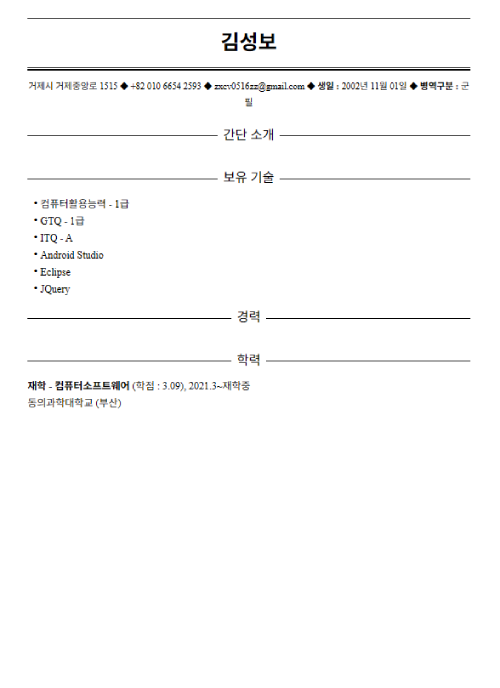 김성보
거제시 거제중앙로 1515 ◆ +82 010 6654 2593 ◆ zxcv0516zz@gmail.com ◆ 생일 : 2002년 11월 01일 ◆ 병역구분 : 군
필
간단 소개
보유 기술
• 컴퓨터활용능력 - 1급
• GTQ - 1급
• ITQ - A
• Android Studio
• Eclipse
• JQuery
경력
학력
재학 - 컴퓨터소프트웨어 (학점 : 3.09), 2021.3~재학중
동의과학대학교 (부산)